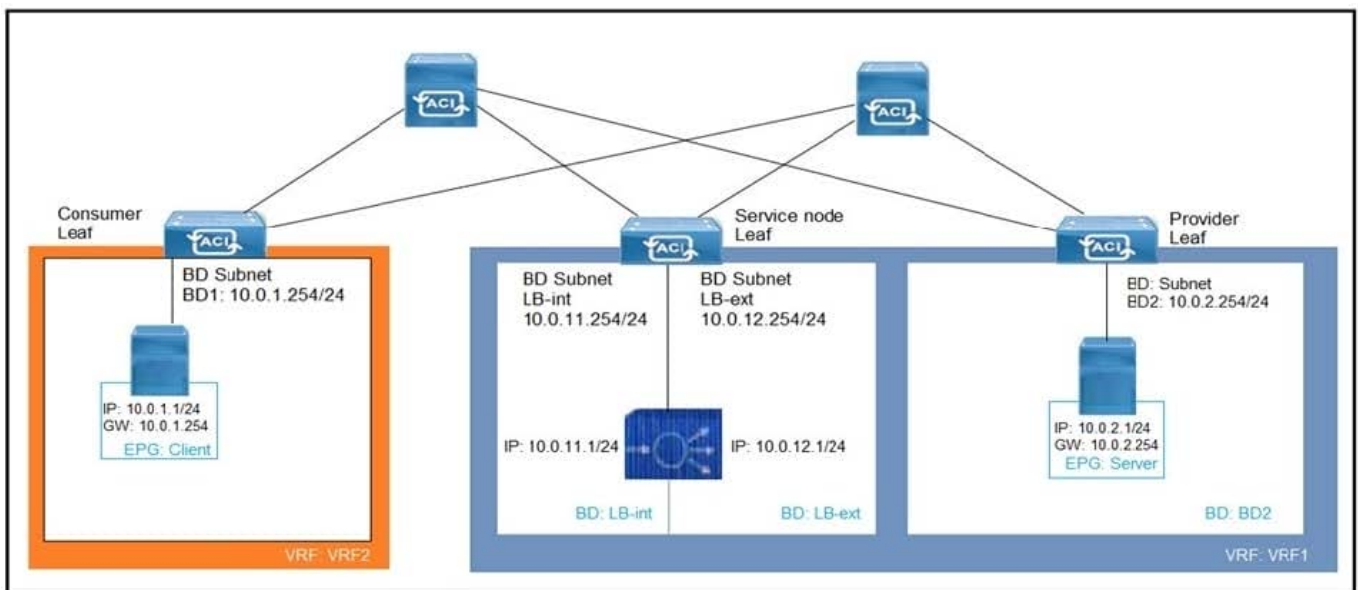 ACI
ACI
Consumer
Leaf
ACI
BD Subnet
BD1: 10.0.1.254/24
IP: 10.0.1.1/24
GW: 10.0.1.254
EPG: Client
VRF: VRF2
Service node
Leaf
ACI
BD Subnet
LB-int
10.0.11.254/24
BD Subnet
LB-ext
10.0.12.254/24
IP: 10.0.11.1/24
IP: 10.0.12.1/24
BD: LB-int
BD: LB-ext
Provider
Leaf
ACI
BD: Subnet
BD2: 10.0.2.254/24
IP: 10.0.2.1/24
GW: 10.0.2.254
EPG: Server
BD: BD2
VRF: VRF1